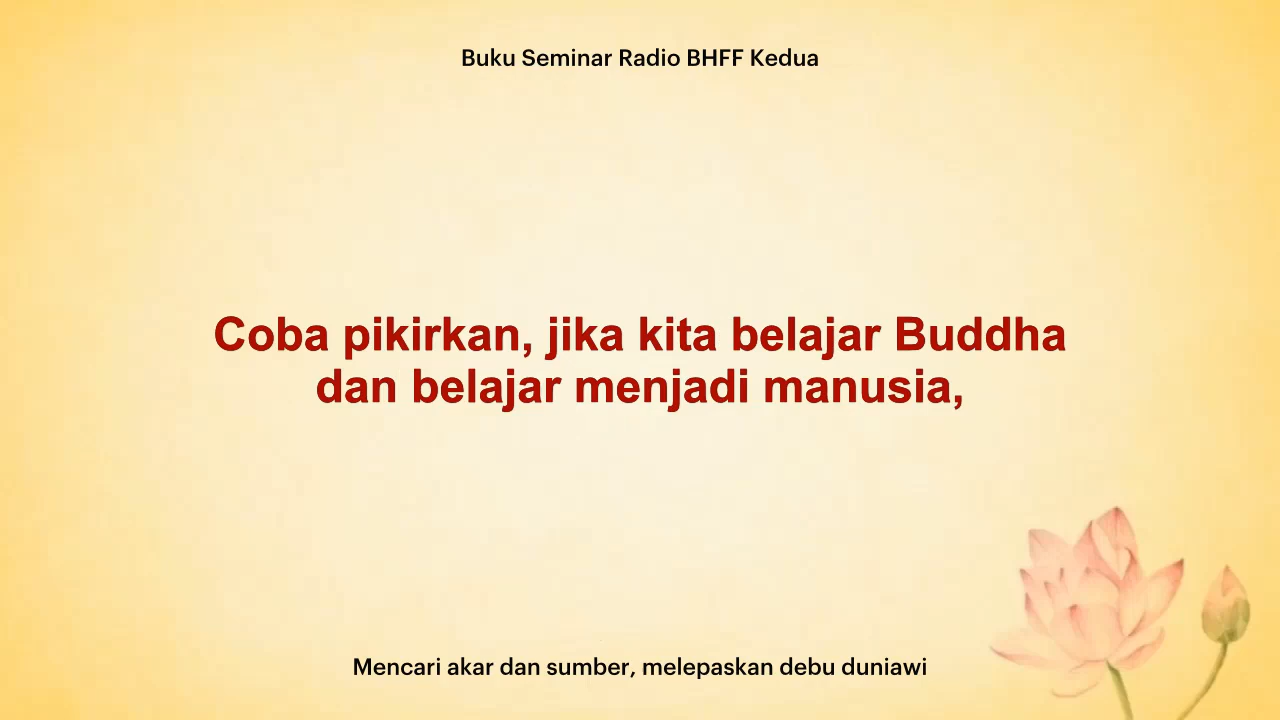 Buku Seminar Radio BHFF Kedua
Coba pikirkan, jika kita belajar Buddha
dan belajar menjadi manusia,
Mencari akar dan sumber, melepaskan debu duniawi